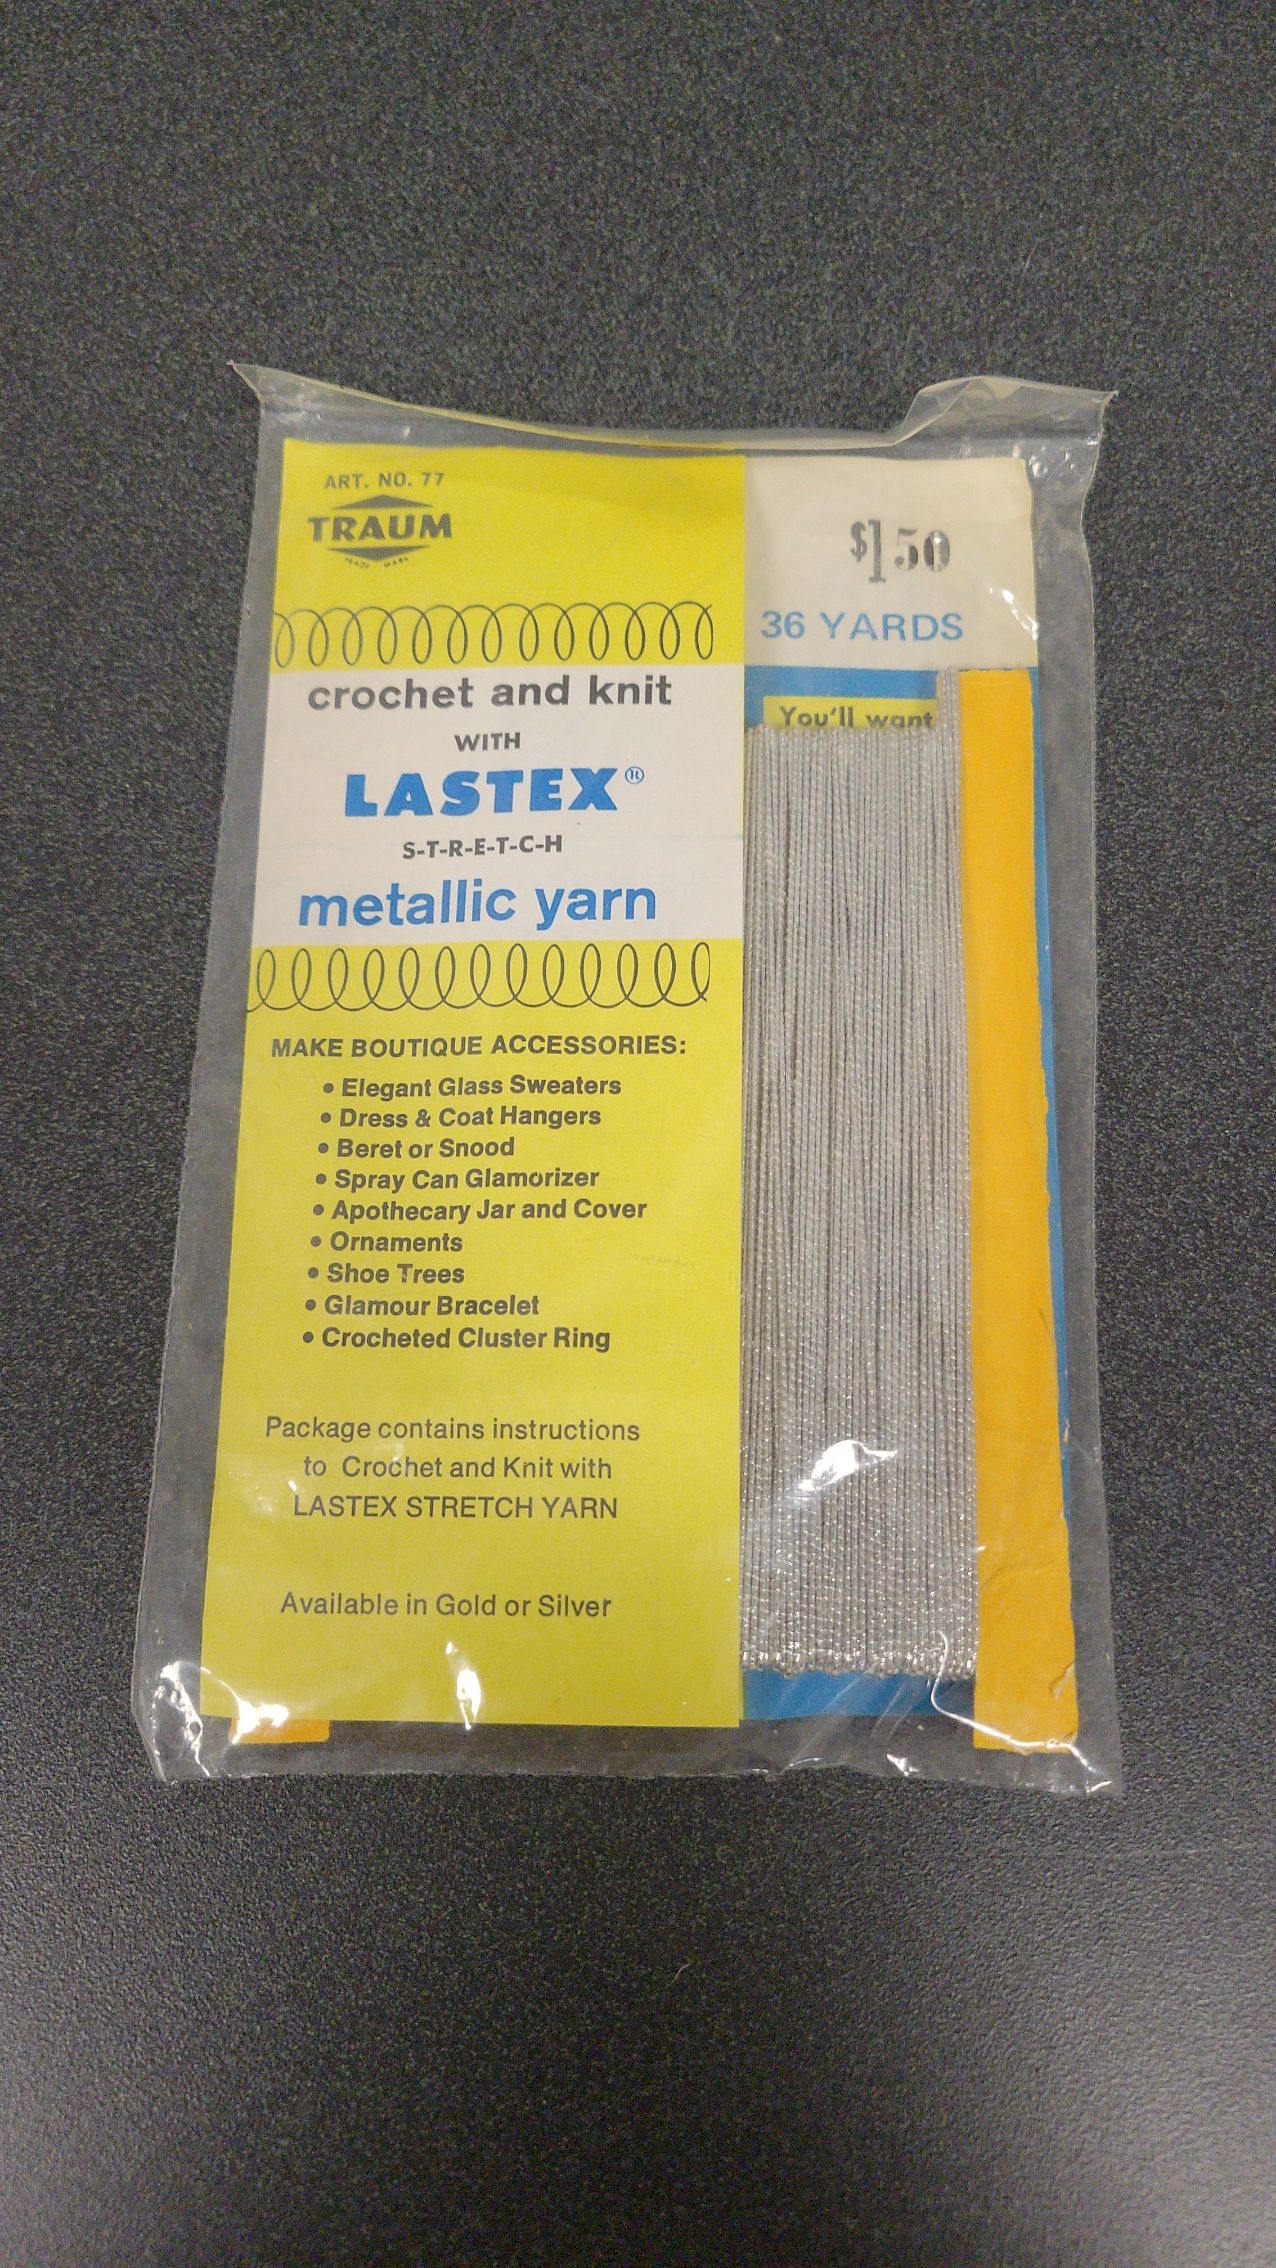 ART. NO. 77
TRAUM
TRADE MARK
$1.50
36 YARDS
crochet and knit
WITH
LASTEX®
S-T-R-E-T-C-H
metallic yarn
You'll want
MAKE BOUTIQUE ACCESSORIES:
• Elegant Glass Sweaters
• Dress & Coat Hangers
• Beret or Snood
• Spray Can Glamorizer
• Apothecary Jar and Cover
• Ornaments
• Shoe Trees
• Glamour Bracelet
• Crocheted Cluster Ring
Package contains instructions
to Crochet and Knit with
LASTEX STRETCH YARN
Available in Gold or Silver